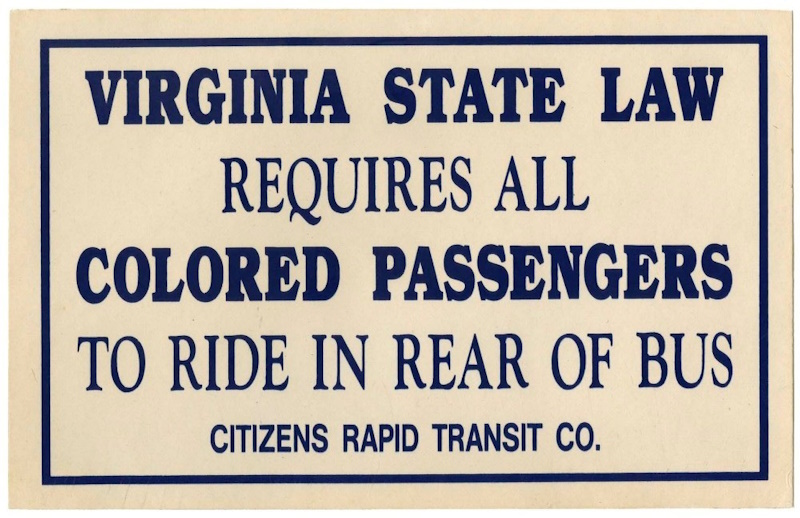 VIRGINIA STATE LAW
REQUIRES ALL
COLORED PASSENGERS
TO RIDE IN REAR OF BUS
CITIZENS RAPID TRANSIT CO.